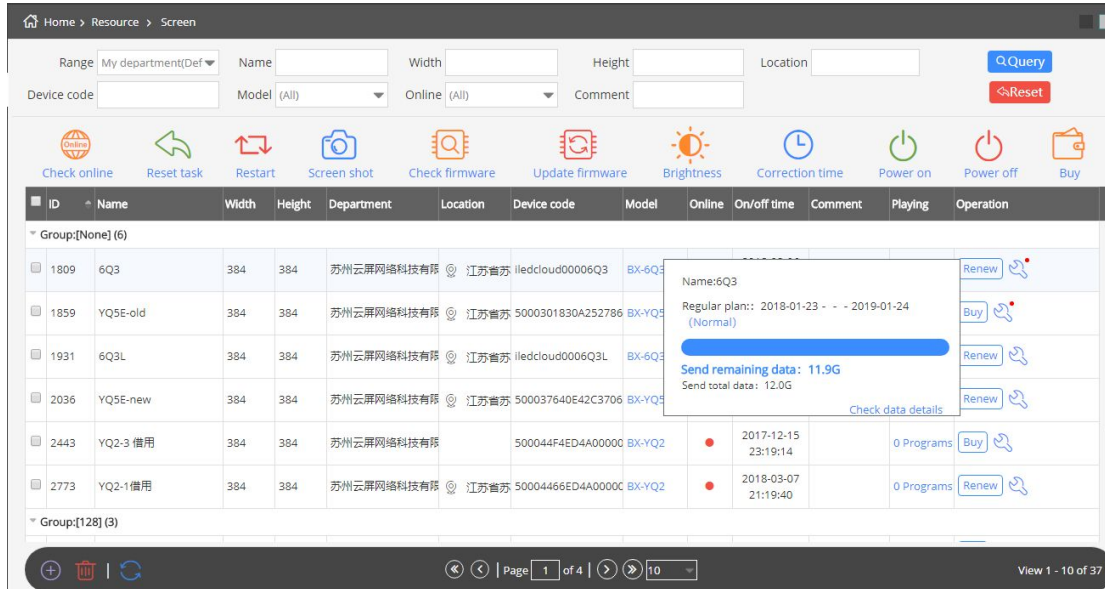 Home > Resource > Screen
Range My department(Def Name Width Height Location Query
Device code Model (All) Online (All) Comment Reset
Online
Check online Reset task Restart Screen shot Check firmware Update firmware Brightness Correction time Power on Power off Buy
ID Name Width Height Department Location Device code Model Online On/off time Comment Playing Operation
Group:[None] (6)
1809 6Q3 384 384 苏州云屏网络科技有限 江苏省苏 iledcloud00006Q3 BX-6Q3 Renew
1859 YQ5E-old 384 384 苏州云屏网络科技有限 江苏省苏 5000301830A252786 BX-YQ5 Buy
1931 6Q3L 384 384 苏州云屏网络科技有限 江苏省苏 iledcloud0006Q3L BX-6Q3 Renew
2036 YQ5E-new 384 384 苏州云屏网络科技有限 江苏省苏 500037640E42C3706 BX-YQ5 Renew
Name:6Q3
Regular plan:: 2018-01-23 - - - 2019-01-24
(Normal)
Send remaining data: 11.9G
Send total data: 12.0G
Check data details
2443 YQ2-3 借用 384 384 苏州云屏网络科技有限 500044F4ED4A00000 BX-YQ2 2017-12-15 0 Programs Buy
23:19:14
2773 YQ2-1借用 384 384 苏州云屏网络科技有限 江苏省苏 50004466ED4A0000C BX-YQ2 2018-03-07 0 Programs Renew
21:19:40
Group:[128] (3)
Page 1 of 4 10 View 1 - 10 of 37